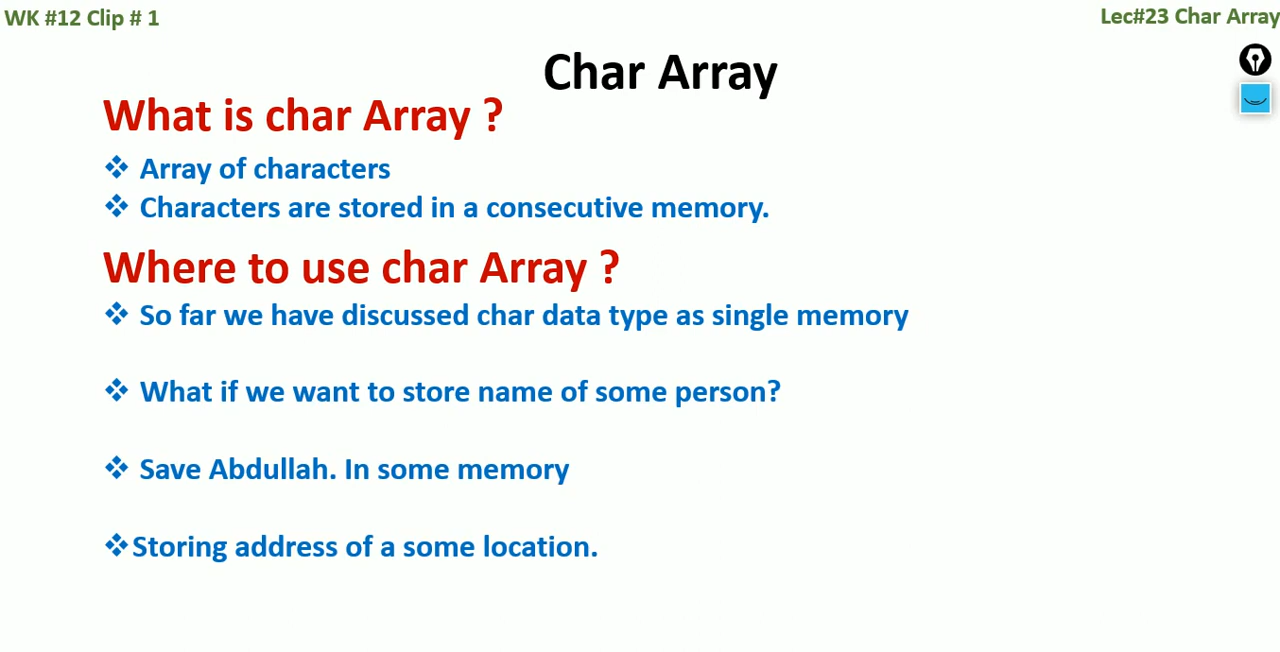 WK #12 Clip # 1
Lec#23 Char Array
Char Array
What is char Array ?
❖ Array of characters
❖ Characters are stored in a consecutive memory.
Where to use char Array ?
❖ So far we have discussed char data type as single memory
❖ What if we want to store name of some person?
❖ Save Abdullah. In some memory
❖Storing address of a some location.